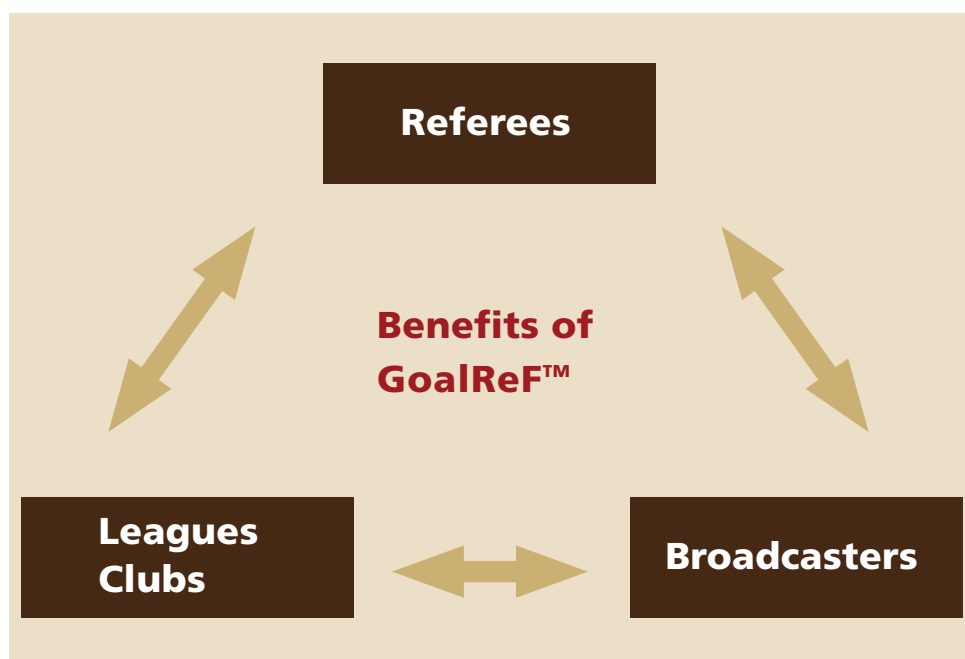 Referees
Benefits of
GoalReF™
Leagues
Clubs
Broadcasters